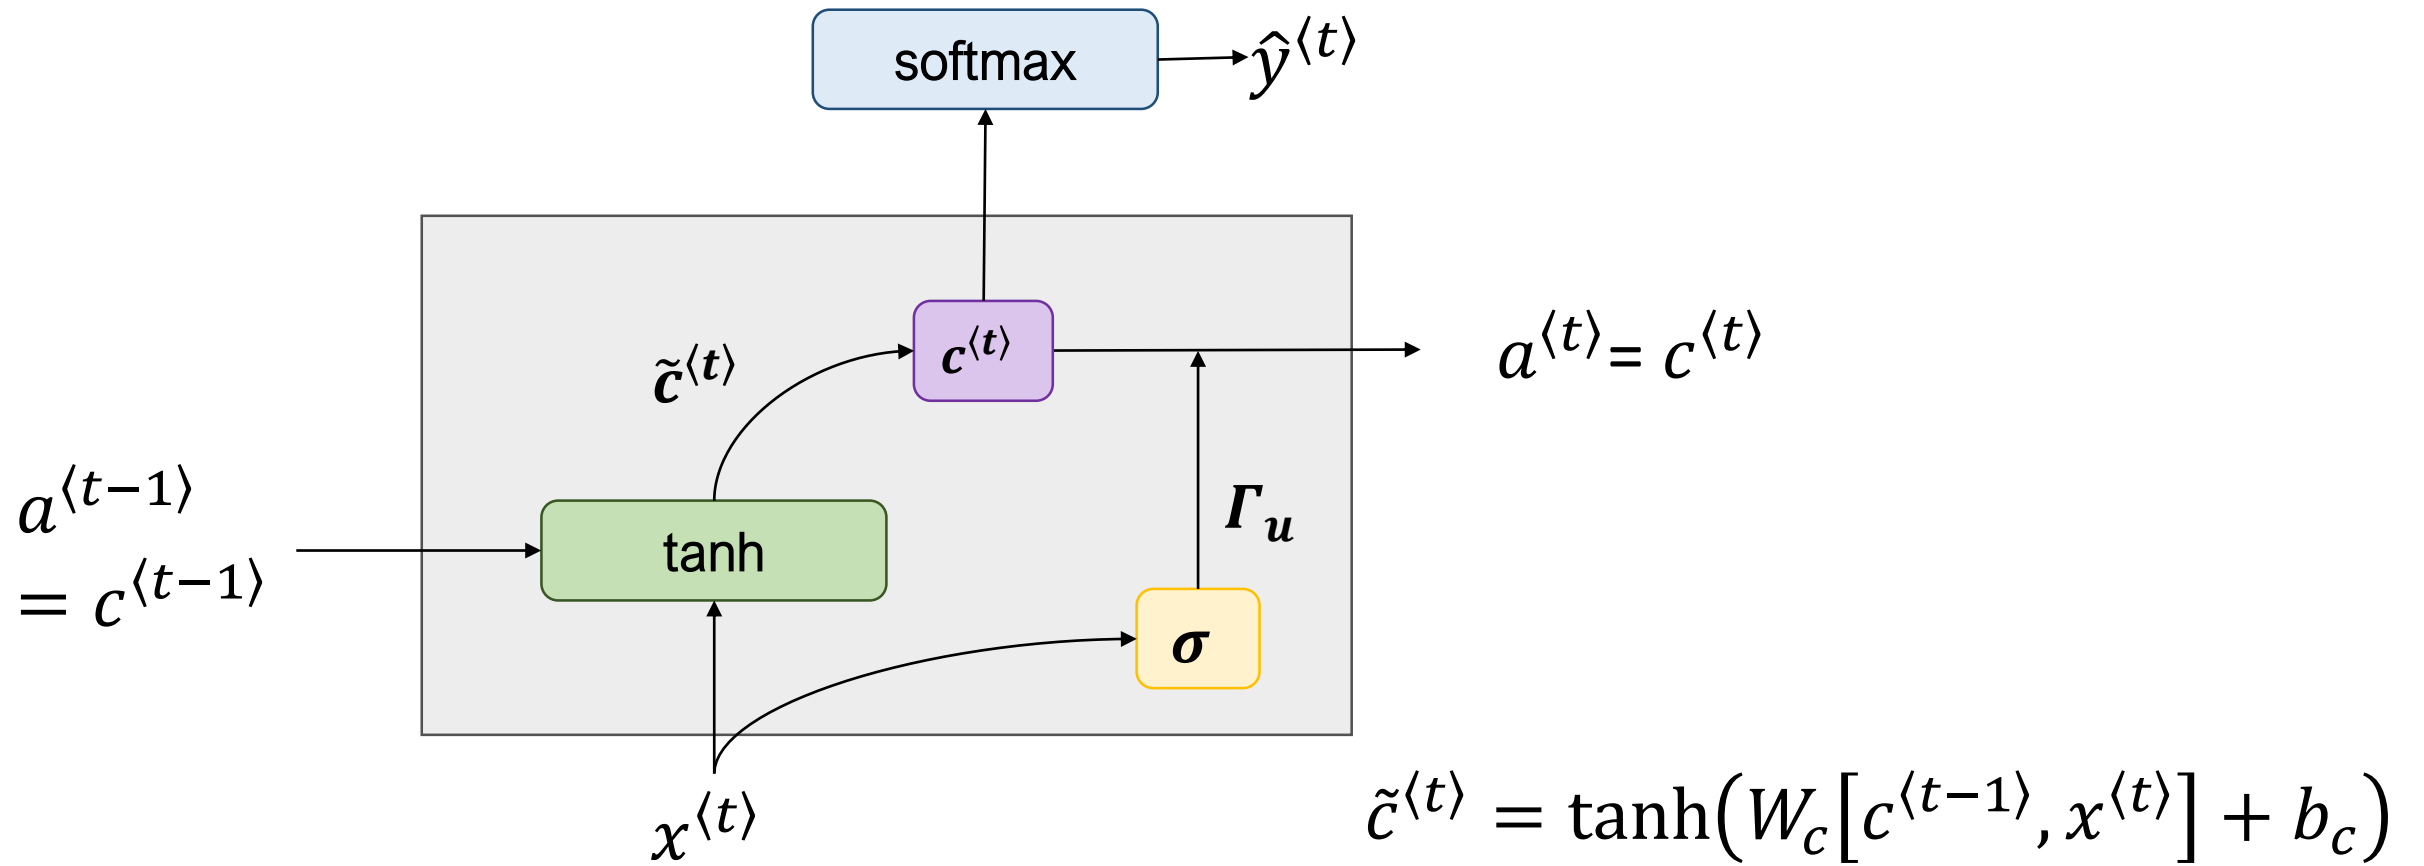 softmax
ŷ⟨t⟩
c̃⟨t⟩
c⟨t⟩
a⟨t⟩= c⟨t⟩
a⟨t−1⟩
= c⟨t−1⟩
tanh
Γu
σ
x⟨t⟩
c̃⟨t⟩ = tanh(Wc[c⟨t−1⟩, x⟨t⟩] + bc)